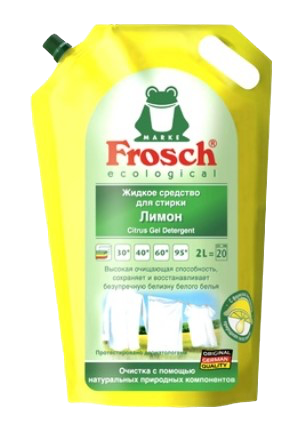 MARKE
Frosch®
ecological
Жидкое средство
для стирки
Лимон
Citrus Gel Detergent
30° 40° 60° 95° 2L= 20
Высокая очищающая способность,
сохраняет и восстанавливает
безупречную белизну белого белья
Протестировано дерматологами
ORIGINAL
GERMAN
QUALITY
Очистка с помощью
натуральных природных компонентов